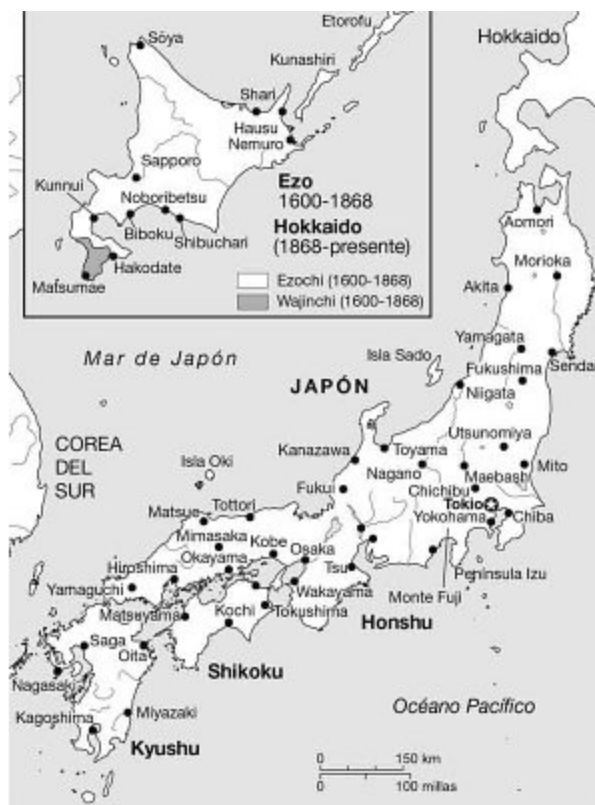 Etorofu
Hokkaido
Sōya
Kunashiri
Shari
Hausu
Nemuro
Sapporo
Ezo
1600-1868
Kunnui
Noboribetsu
Hokkaido
(1868-presente)
Biboku
Shibuchari
Hakodate
Matsumae
Ezochi (1600-1868)
Wajinchi (1600-1868)
Aomori
Morioka
Akita
Mar de Japón
Isla Sado
Yamagata
Sendai
Fukushima
JAPÓN
Niigata
Utsunomiya
COREA
DEL
SUR
Isla Oki
Kanazawa
Toyama
Nagano
Maebash
Mito
Chichibu
Fukui
Tokio
Matsue
Tottori
Yokohama
Chiba
Mimasaka
Kobe
Okayama
Osaka
Hiroshima
Tsu
Península Izu
Yamaguchi
Wakayama
Monte Fuji
Matsuyama
Kochi
Tokushima
Honshu
Saga
Oita
Shikoku
Nagasaki
Océano Pacífico
Kagoshima
Miyazaki
Kyushu
0 150 km
0 100 millas